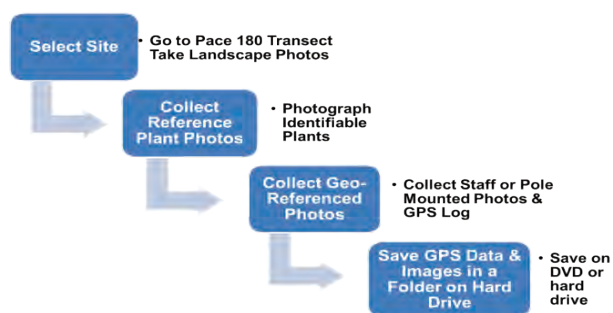 Select Site
• Go to Pace 180 Transect
Take Landscape Photos
Collect
Reference
Plant Photos
• Photograph
Identifiable
Plants
Collect Geo-
Referenced
Photos
• Collect Staff or Pole
Mounted Photos &
GPS Log
Save GPS Data &
Images in a
Folder on Hard
Drive
• Save on
DVD or
hard
drive